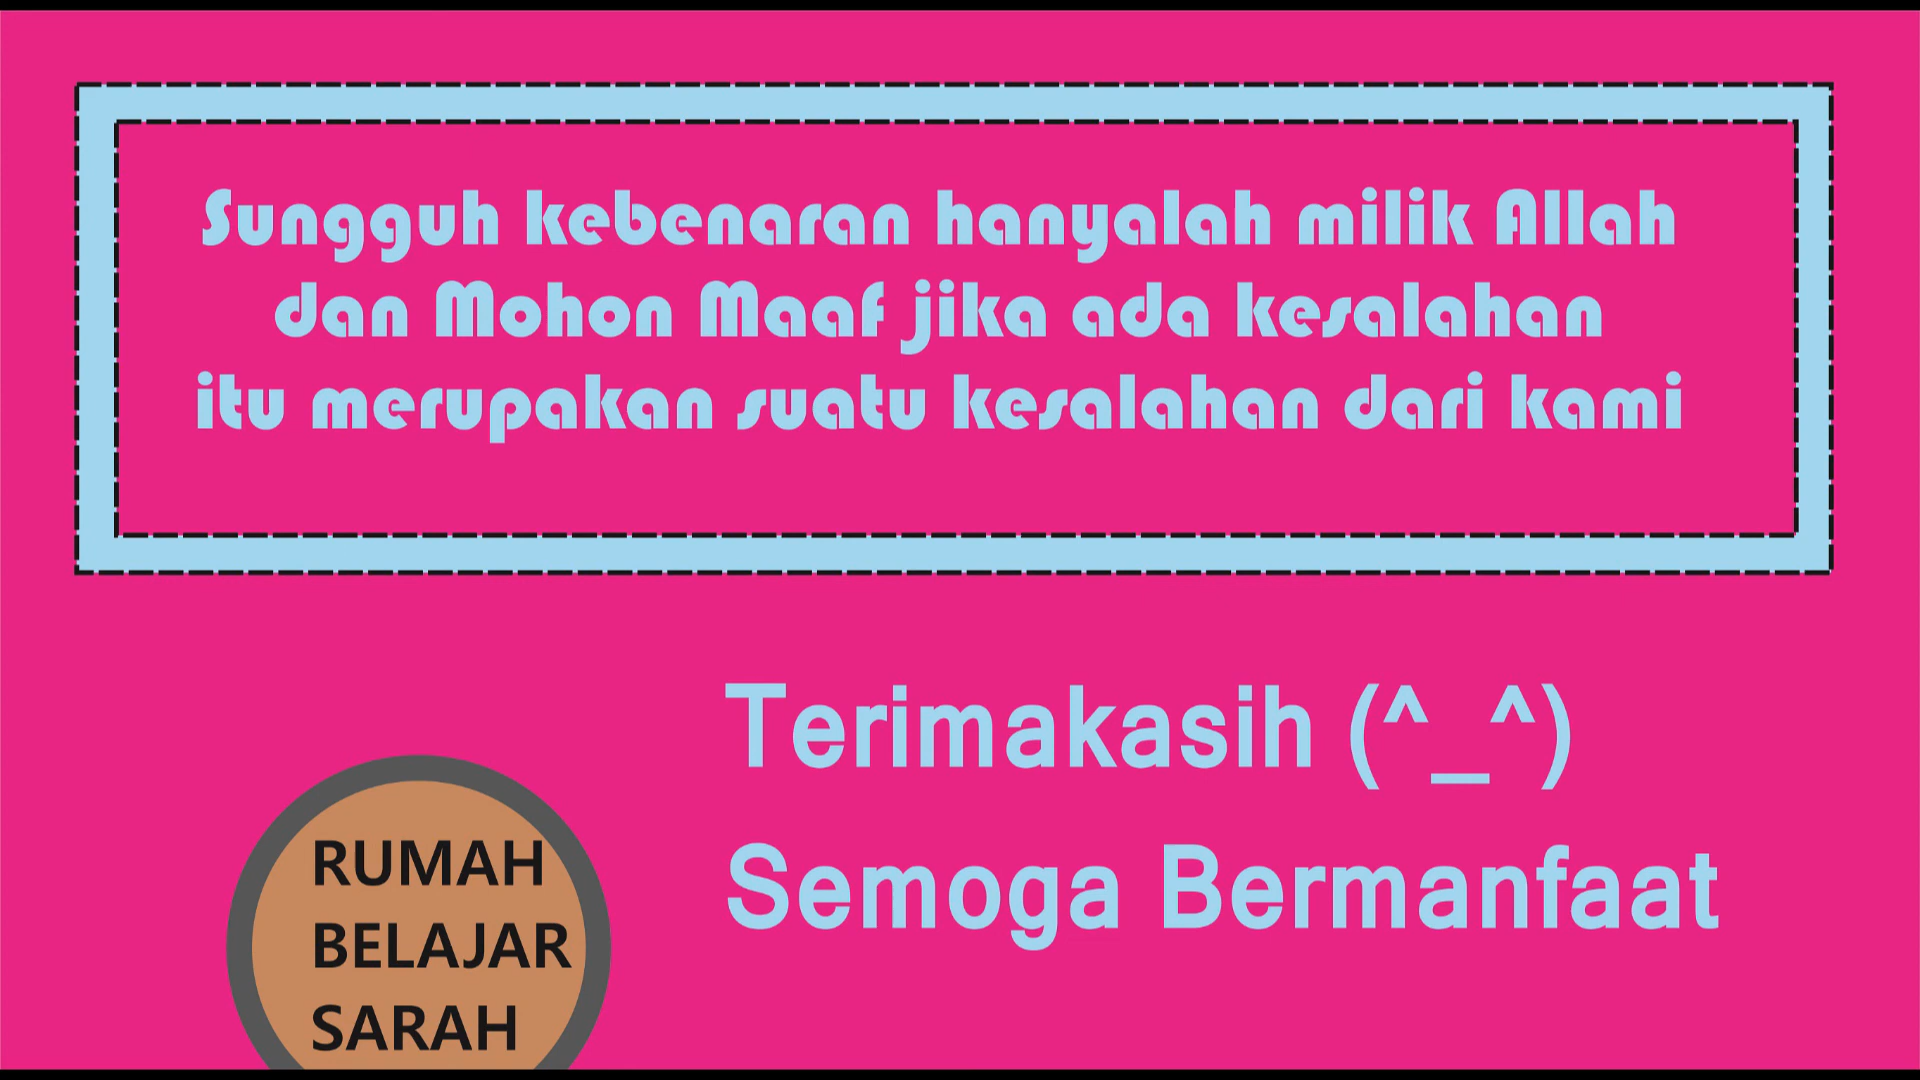 Sungguh kebenaran hanyalah milik Allah
dan Mohon Maaf jika ada kesalahan
itu merupakan suatu kesalahan dari kami
Terimakasih (^_^)
Semoga Bermanfaat
RUMAH
BELAJAR
SARAH